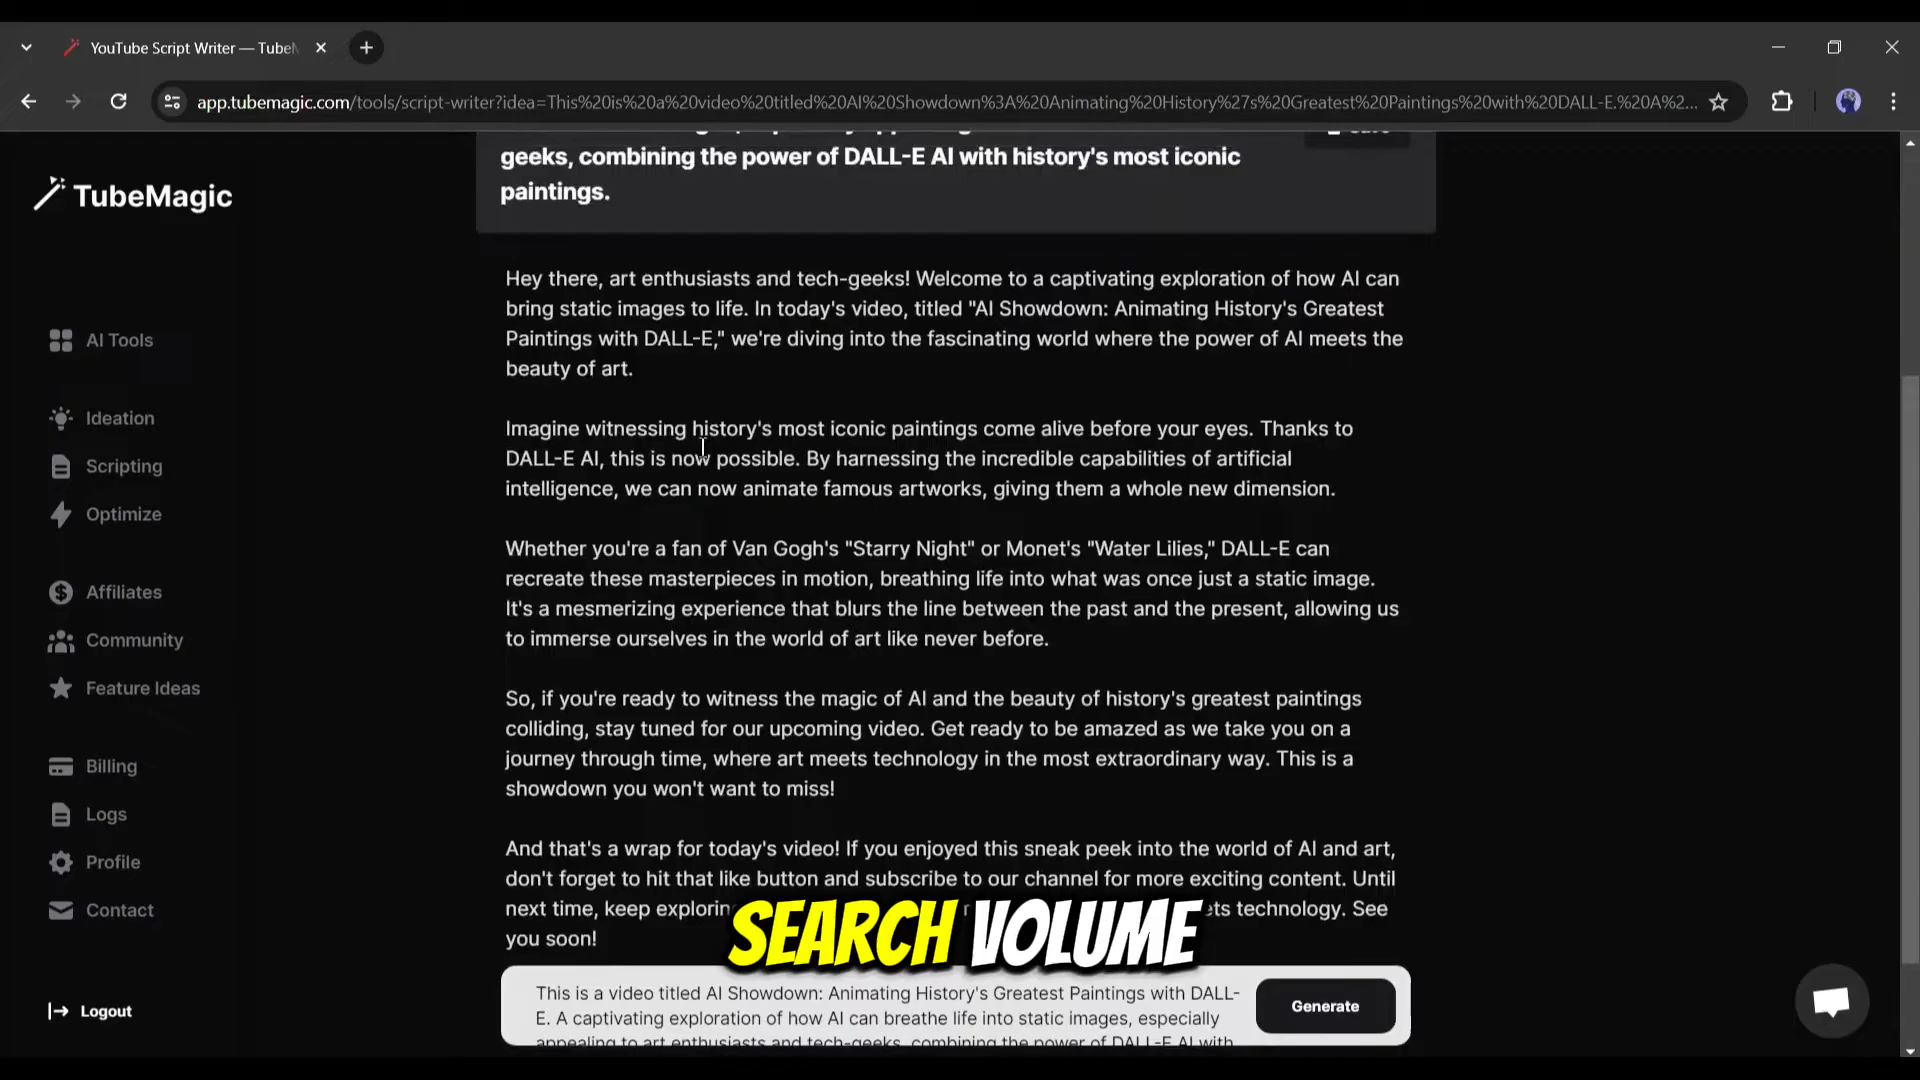 YouTube Script Writer — Tube
app.tubemagic.com/tools/script-writer?idea=This%20is%20a%20video%20titled%20AI%20Showdown%3A%20Animating%20History%27s%20Greatest%20Paintings%20with%20DALL-E.%20A%2...
TubeMagic
AI Tools
Ideation
Scripting
Optimize
Affiliates
Community
Feature Ideas
Billing
Logs
Profile
Contact
Logout
geeks, combining the power of DALL-E AI with history's most iconic
paintings.
Hey there, art enthusiasts and tech-geeks! Welcome to a captivating exploration of how AI can
bring static images to life. In today's video, titled "AI Showdown: Animating History's Greatest
Paintings with DALL-E," we're diving into the fascinating world where the power of AI meets the
beauty of art.
Imagine witnessing history's most iconic paintings come alive before your eyes. Thanks to
DALL-E AI, this is now possible. By harnessing the incredible capabilities of artificial
intelligence, we can now animate famous artworks, giving them a whole new dimension.
Whether you're a fan of Van Gogh's "Starry Night" or Monet's "Water Lilies," DALL-E can
recreate these masterpieces in motion, breathing life into what was once just a static image.
It's a mesmerizing experience that blurs the line between the past and the present, allowing us
to immerse ourselves in the world of art like never before.
So, if you're ready to witness the magic of AI and the beauty of history's greatest paintings
colliding, stay tuned for our upcoming video. Get ready to be amazed as we take you on a
journey through time, where art meets technology in the most extraordinary way. This is a
showdown you won't want to miss!
And that's a wrap for today's video! If you enjoyed this sneak peek into the world of AI and art,
don't forget to hit that like button and subscribe to our channel for more exciting content. Until
next time, keep technology. See
you soon!
SEARCH VOLUME
This is a video titled AI Showdown: Animating History's Greatest Paintings with DALL-
E. A captivating exploration of how AI can breathe life into static images, especially
appealing to art enthusiasts and tech-geeks, combining the power of DALL-E AI with
Generate